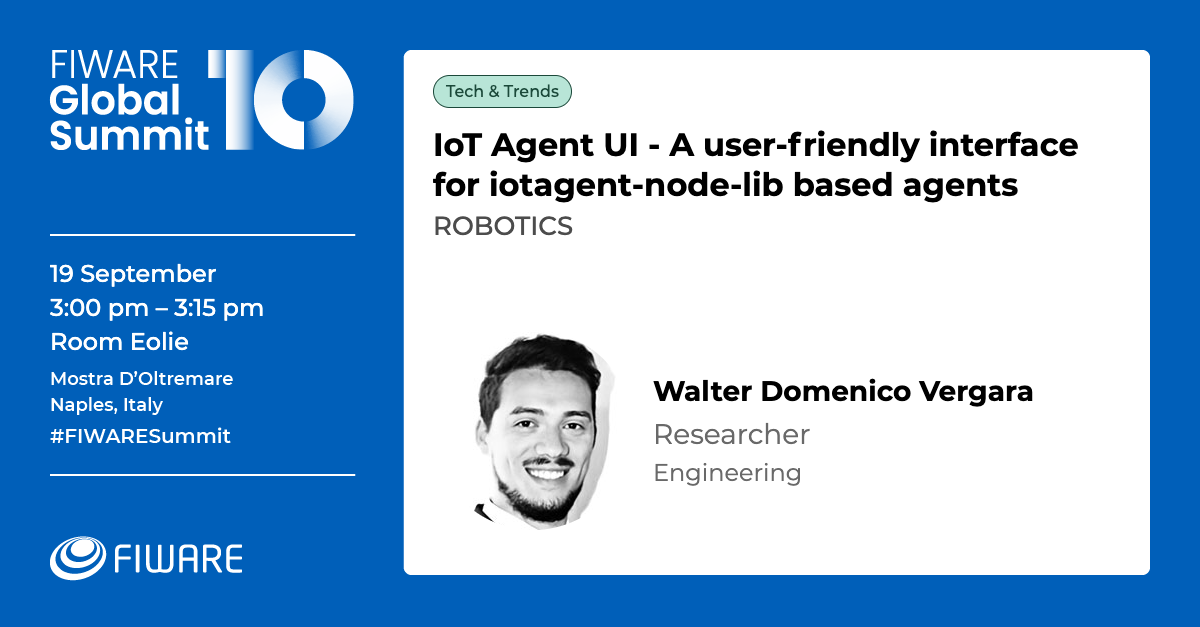 FIWARE
Global
Summit
10
19 September
3:00 pm – 3:15 pm
Room Eolie
Mostra D’Oltremare
Naples, Italy
#FIWARESummit
FIWARE
Tech & Trends
IoT Agent UI - A user-friendly interface
for iotagent-node-lib based agents
ROBOTICS
Walter Domenico Vergara
Researcher
Engineering